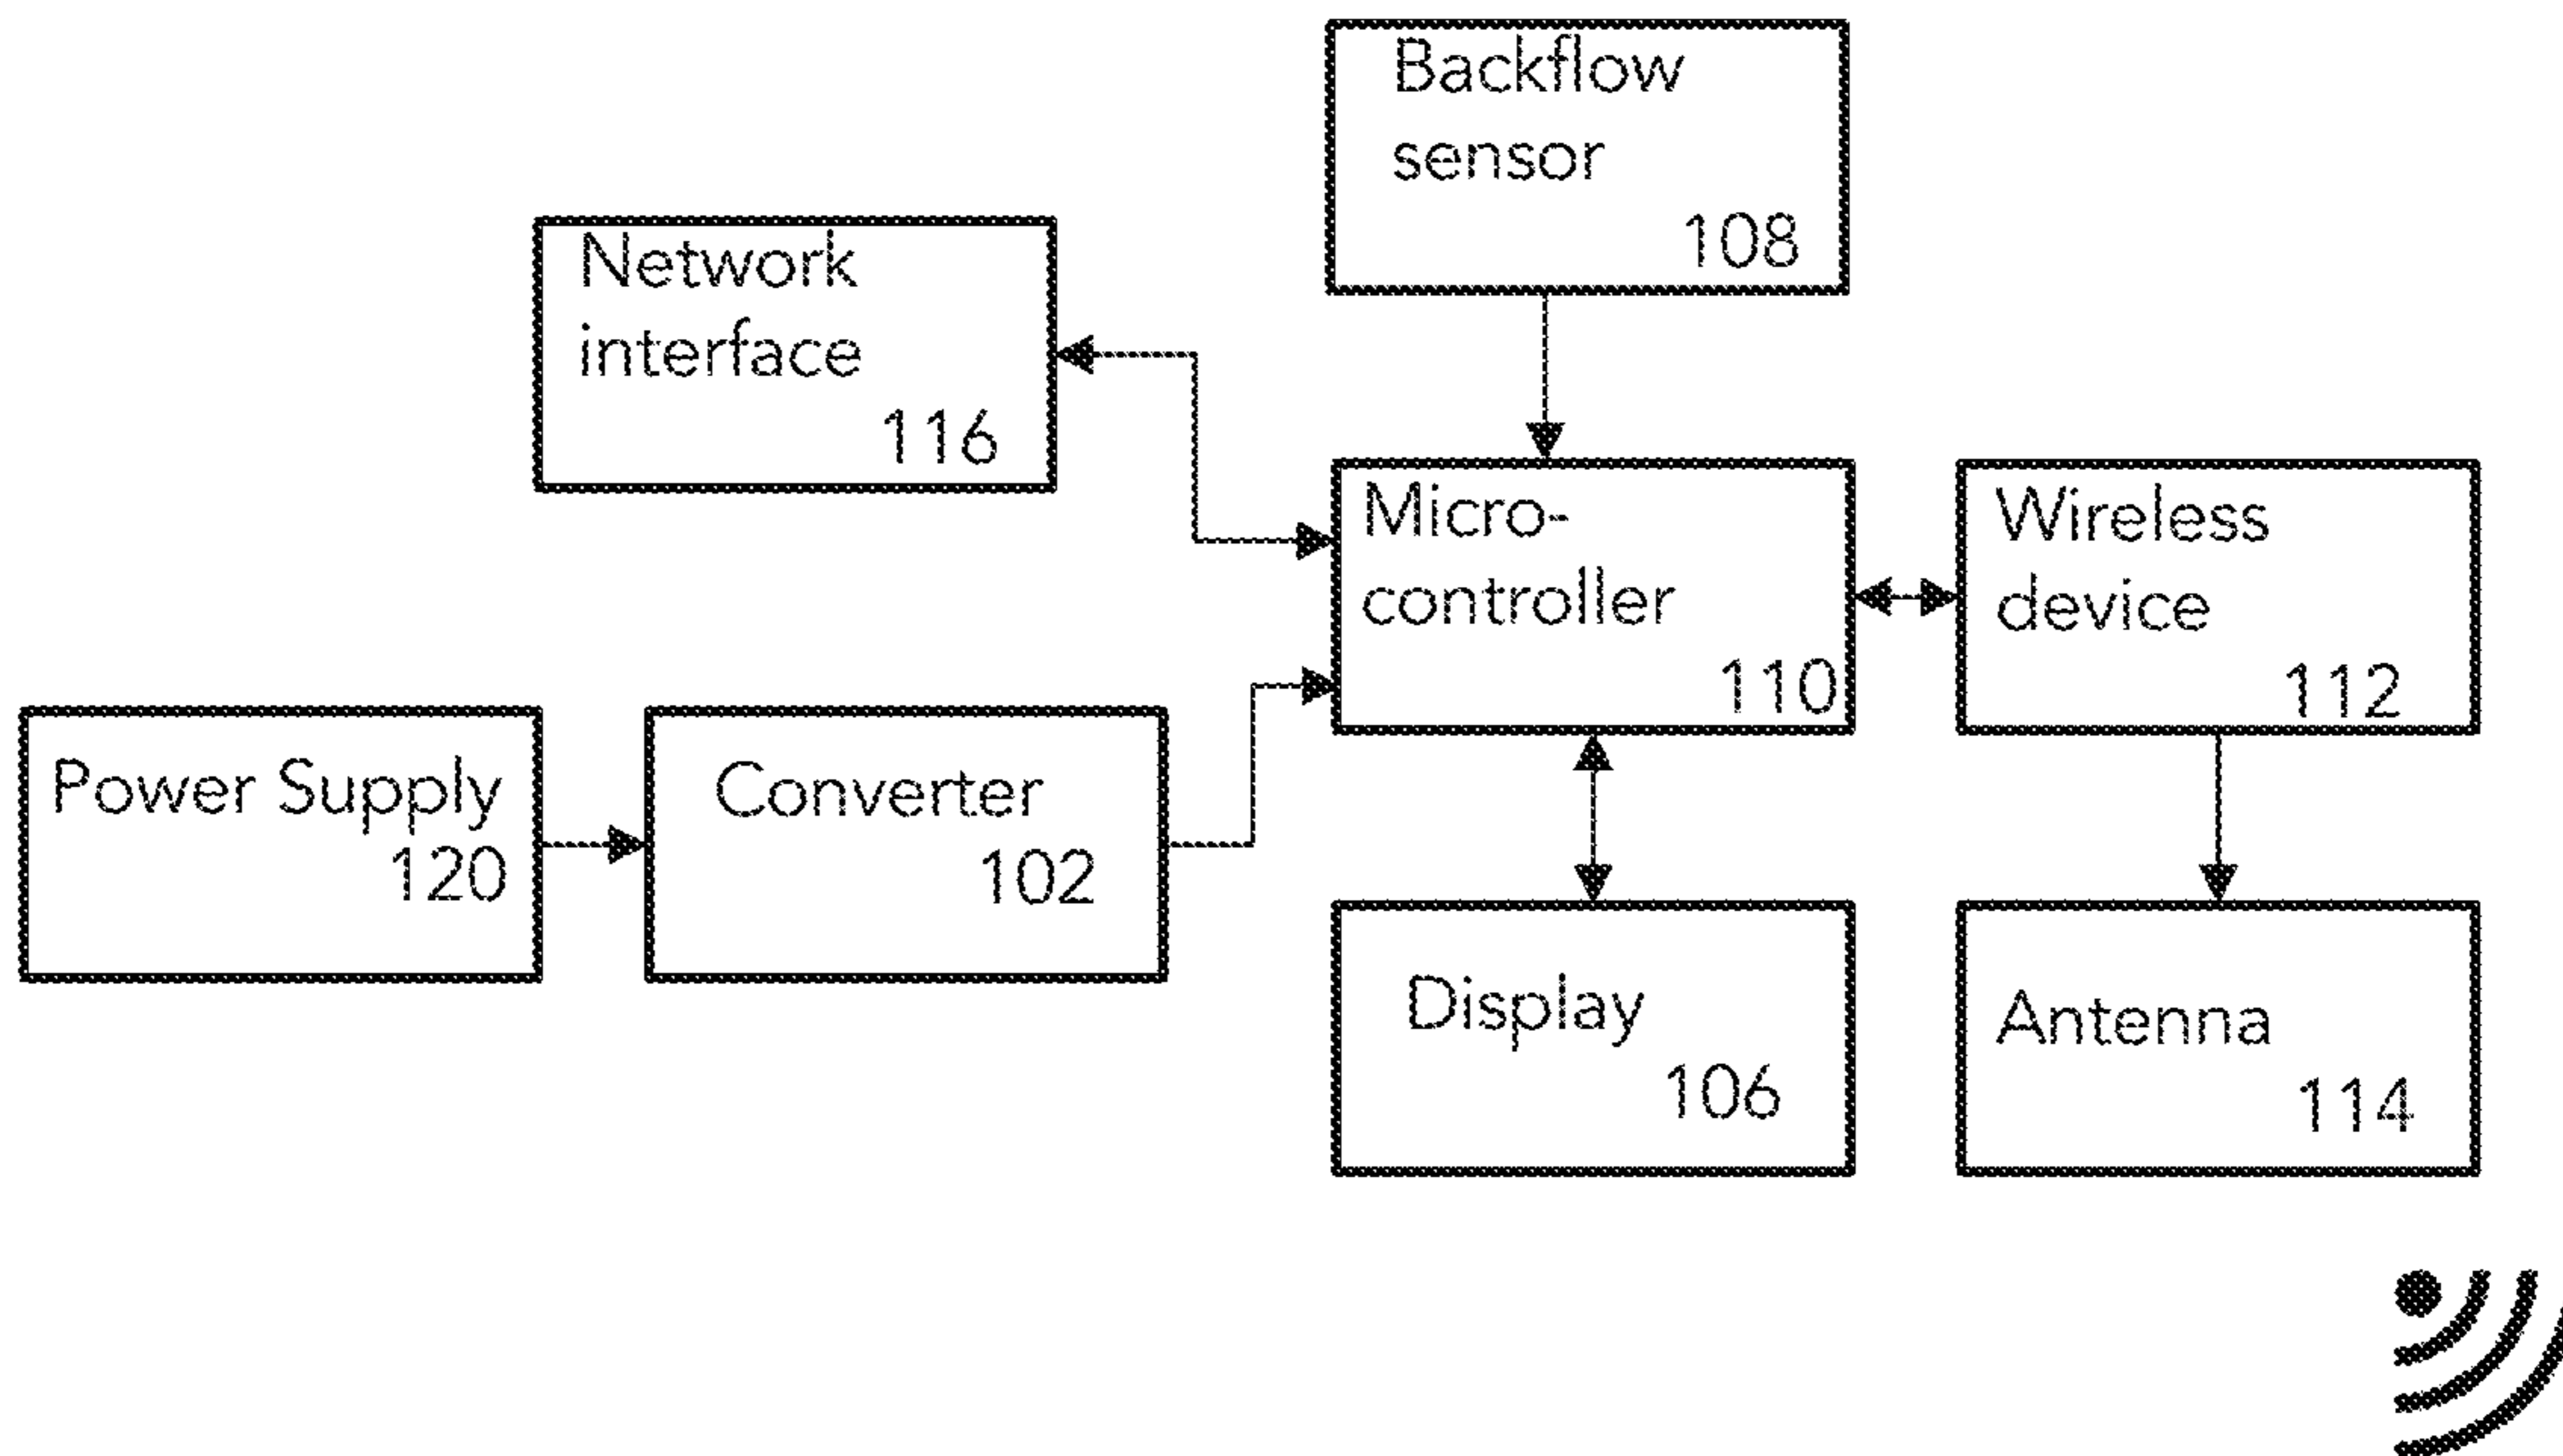 Backflow
sensor
108
Network
interface
116
Micro-
controller
110
Wireless
device
112
Power Supply
120
Converter
102
Display
106
Antenna
114